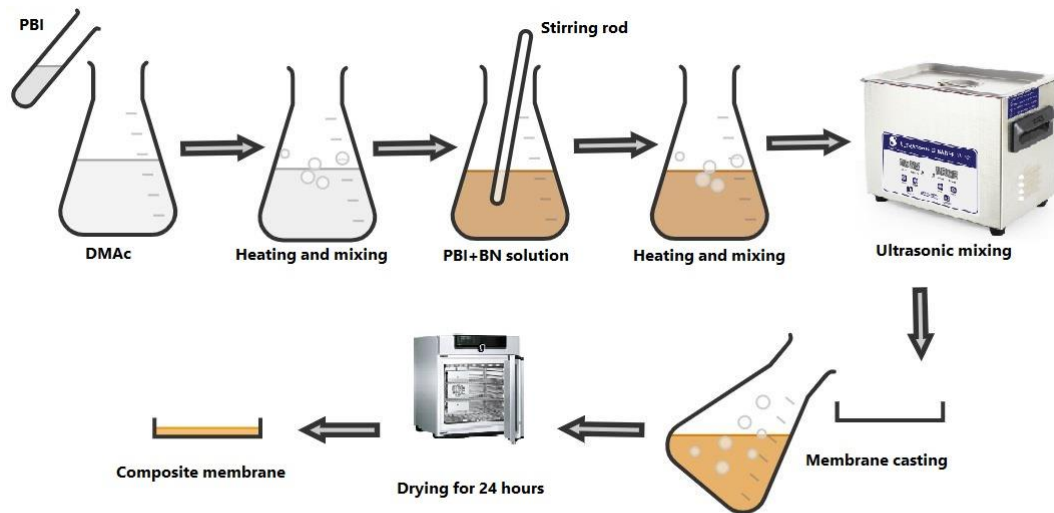 PBI
Stirring rod
DMAc
Heating and mixing
PBI+BN solution
Heating and mixing
Ultrasonic mixing
Membrane casting
Drying for 24 hours
Composite membrane